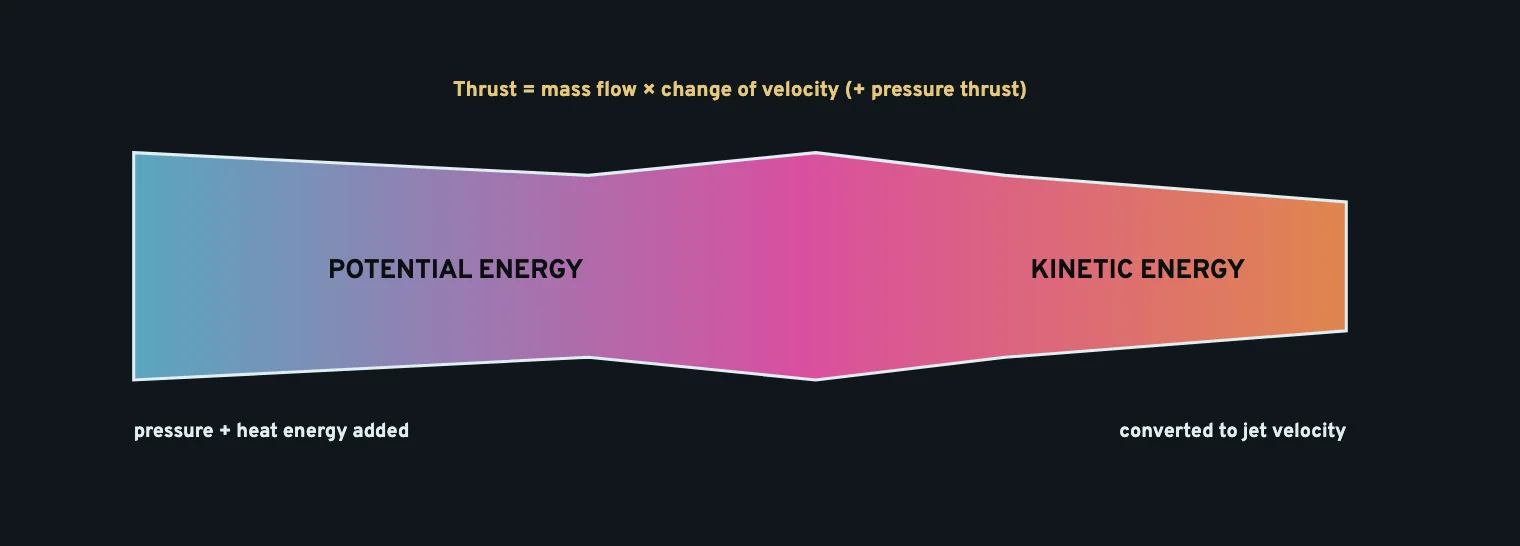 Thrust = mass flow × change of velocity (+ pressure thrust)
POTENTIAL ENERGY
KINETIC ENERGY
pressure + heat energy added
converted to jet velocity